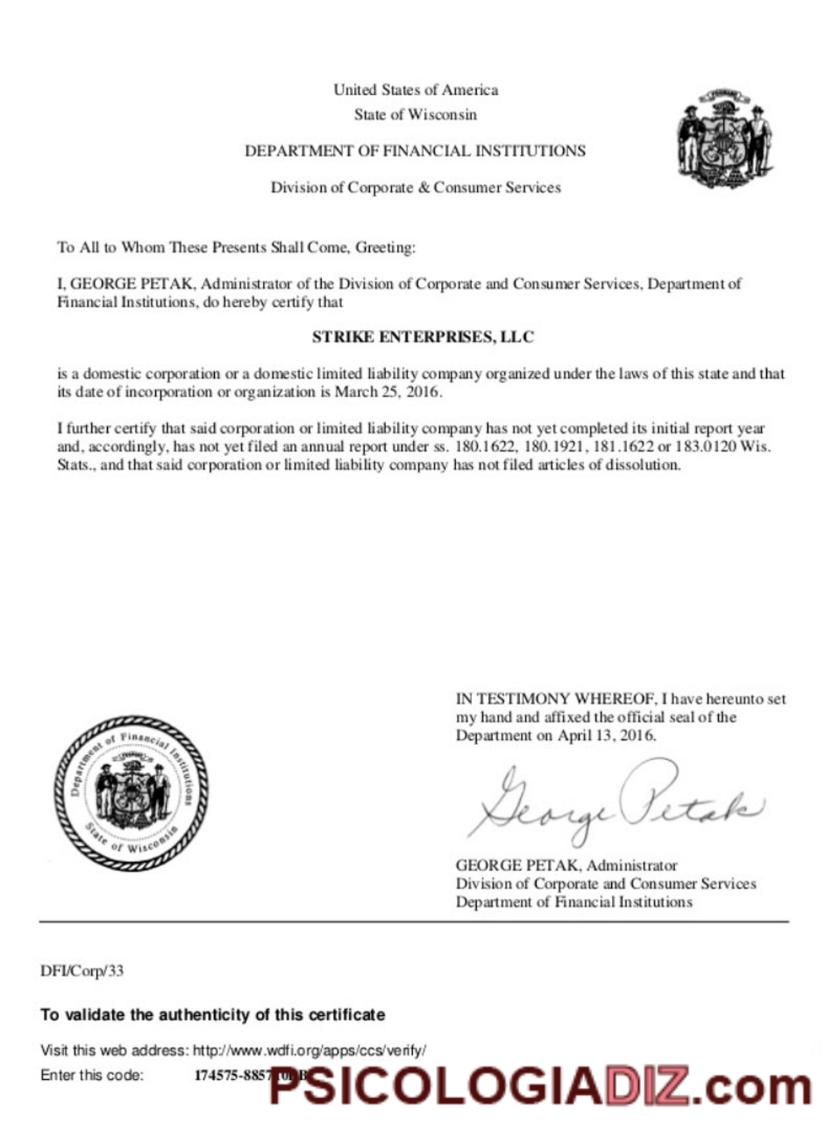 United States of America
State of Wisconsin
DEPARTMENT OF FINANCIAL INSTITUTIONS
Division of Corporate & Consumer Services
To All to Whom These Presents Shall Come, Greeting:
I, GEORGE PETAK, Administrator of the Division of Corporate and Consumer Services, Department of
Financial Institutions, do hereby certify that
STRIKE ENTERPRISES, LLC
is a domestic corporation or a domestic limited liability company organized under the laws of this state and that
its date of incorporation or organization is March 25, 2016.
I further certify that said corporation or limited liability company has not yet completed its initial report year
and, accordingly, has not yet filed an annual report under ss. 180.1622, 180.1921, 181.1622 or 183.0120 Wis.
Stats., and that said corporation or limited liability company has not filed articles of dissolution.
IN TESTIMONY WHEREOF, I have hereunto set
my hand and affixed the official seal of the
Department on April 13, 2016.
Department of Financial Institutions
State of Wisconsin
George Petak
GEORGE PETAK, Administrator
Division of Corporate and Consumer Services
Department of Financial Institutions
DFI/Corp/33
To validate the authenticity of this certificate
Visit this web address: http://www.wdfi.org/apps/ccs/verify/
Enter this code:
PSICOLOGIADIZ.com